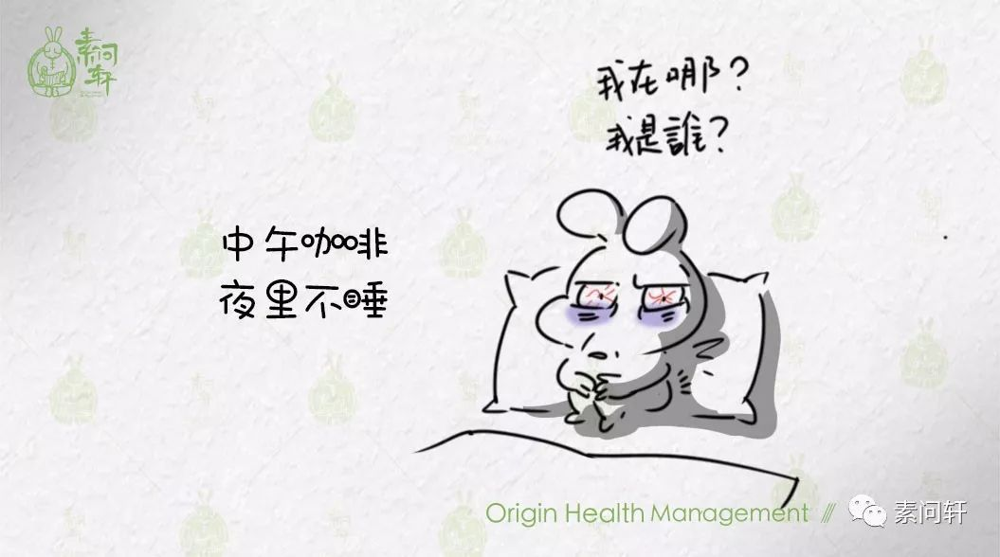 素问轩
我在哪？
我是誰？
中午咖啡
夜里不睡
Origin Health Management // 素问轩